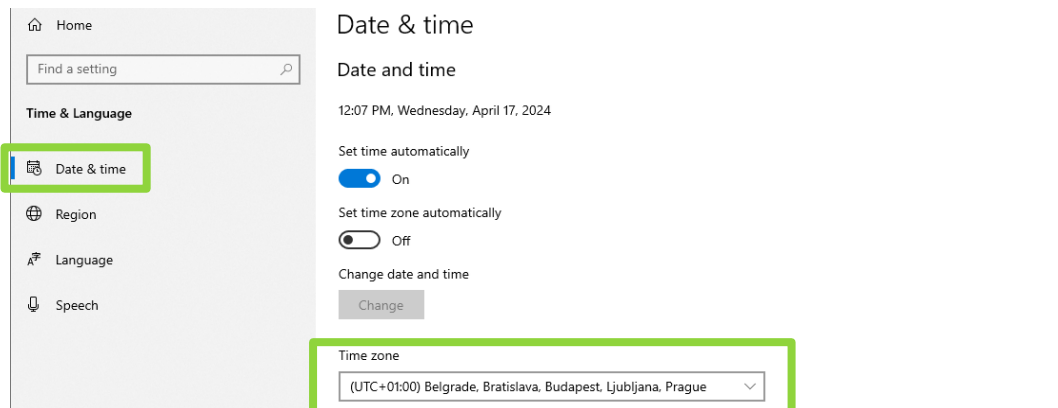 Home
Find a setting
Time & Language
Date & time
Region
Language
Speech
Date & time
Date and time
12:07 PM, Wednesday, April 17, 2024
Set time automatically
On
Set time zone automatically
Off
Change date and time
Change
Time zone
(UTC+01:00) Belgrade, Bratislava, Budapest, Ljubljana, Prague